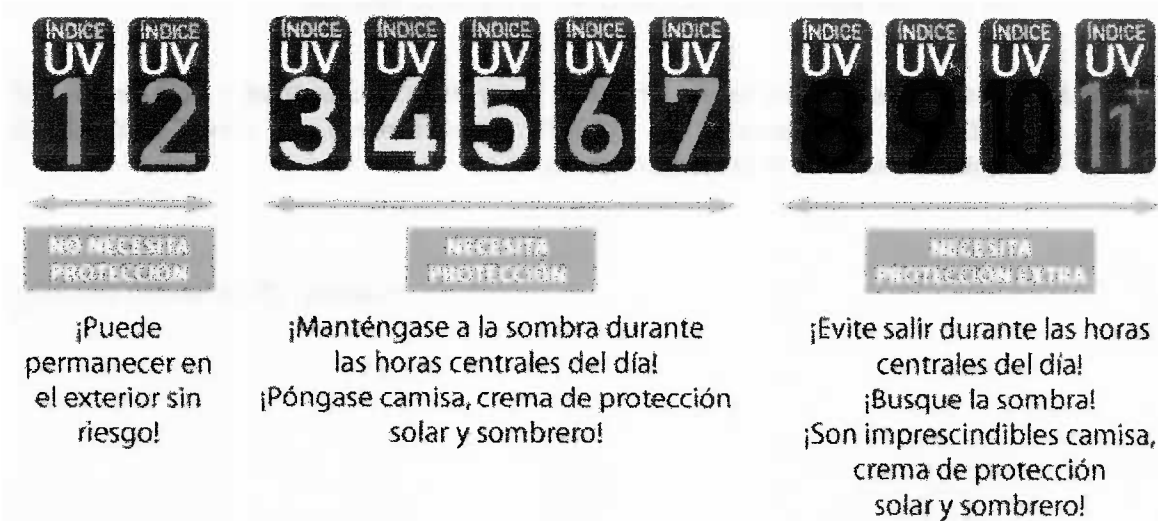 ÍNDICE UV 1
ÍNDICE UV 2
ÍNDICE UV 3
ÍNDICE UV 4
ÍNDICE UV 5
ÍNDICE UV 6
ÍNDICE UV 7
ÍNDICE UV 8
ÍNDICE UV 9
ÍNDICE UV 10
ÍNDICE UV 11+
NO NECESITA
PROTECCIÓN
¡Puede
permanecer en
el exterior sin
riesgo!
NECESITA
PROTECCIÓN
¡Manténgase a la sombra durante
las horas centrales del día!
¡Póngase camisa, crema de protección
solar y sombrero!
NECESITA
PROTECCIÓN EXTRA
¡Evite salir durante las horas
centrales del día!
¡Busque la sombra!
¡Son imprescindibles camisa,
crema de protección
solar y sombrero!